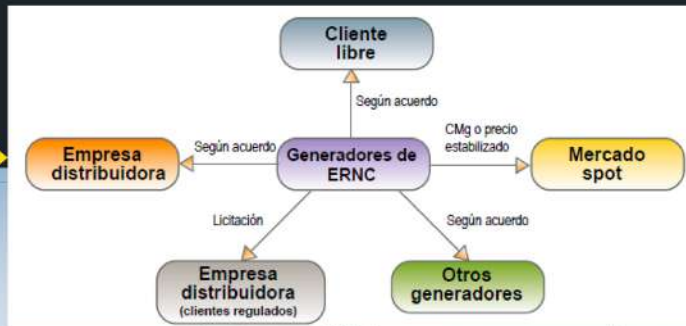 Cliente
libre
Según acuerdo
Empresa
distribuidora
Según acuerdo
Generadores de
ERNC
CMg o precio
estabilizado
Mercado
spot
Licitación
Según acuerdo
Empresa
distribuidora
(clientes regulados)
Otros
generadores